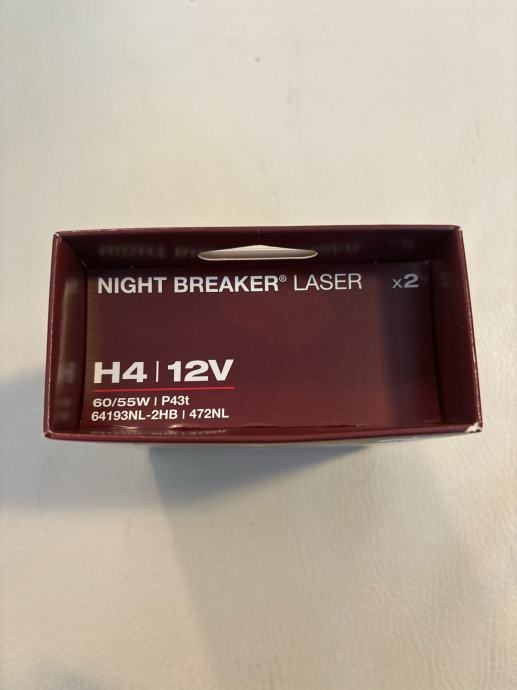 NIGHT BREAKER® LASER x2
H4 | 12V
60/55W | P43t
64193NL-2HB | 472NL